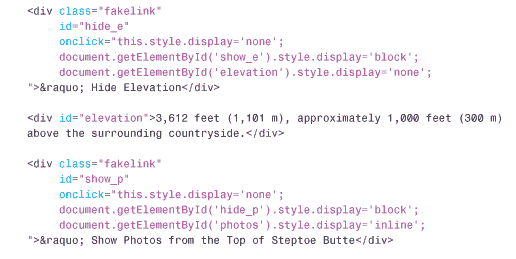 <div class="fakelink"
id="hide_e"
onclick="this.style.display='none';
document.getElementById('show_e').style.display='block';
document.getElementById('elevation').style.display='none';
">&raquo; Hide Elevation</div>
<div id="elevation">3,612 feet (1,101 m), approximately 1,000 feet (300 m)
above the surrounding countryside.</div>
<div class="fakelink"
id="show_p"
onclick="this.style.display='none';
document.getElementById('hide_p').style.display='block';
document.getElementById('photos').style.display='inline';
">&raquo; Show Photos from the Top of Steptoe Butte</div>